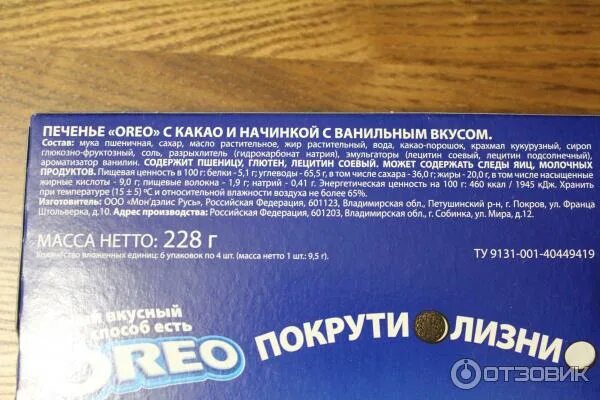 ПЕЧЕНЬЕ «OREO» С КАКАО И НАЧИНКОЙ С ВАНИЛЬНЫМ ВКУСОМ.
Состав: мука пшеничная, сахар, масло растительное, жир растительный, вода, какао-порошок, крахмал кукурузный, сироп
глюкозно-фруктозный, соль, разрыхлитель (гидрокарбонат натрия), эмульгаторы (лецитин соевый, лецитин подсолнечный),
ароматизатор ванилин. СОДЕРЖИТ ПШЕНИЦУ, ГЛЮТЕН, ЛЕЦИТИН СОЕВЫЙ. МОЖЕТ СОДЕРЖАТЬ СЛЕДЫ ЯИЦ, МОЛОЧНЫХ
ПРОДУКТОВ. Пищевая ценность в 100 г: белки - 5,1 г; углеводы - 65,5 г, в том числе сахара - 36,0 г; жиры - 20,0 г, в том числе насыщенные
жирные кислоты - 9,0 г; пищевые волокна - 1,9 г; натрий - 0,41 г. Энергетическая ценность на 100 г: 460 ккал / 1945 кДж. Хранить
при температуре (15 ± 5) °С и относительной влажности воздуха не более 65%.
Изготовитель: ООО «Мон'дэлис Русь», Российская Федерация, 601123, Владимирская обл., Петушинский р-н, г. Покров, ул. Франца
Штольверка, д.10. Адрес производства: Российская Федерация, 601203, Владимирская обл., г. Собинка, ул. Мира, д.12.
МАССА НЕТТО: 228 г
Количество вложенных единиц: 6 упаковок по 4 шт. (масса нетто 1 шт.: 9,5 г).
ТУ 9131-001-40449419
вкусный
способ есть
OREO
ПОКРУТИ ЛИЗНИ
ОТЗОВИК